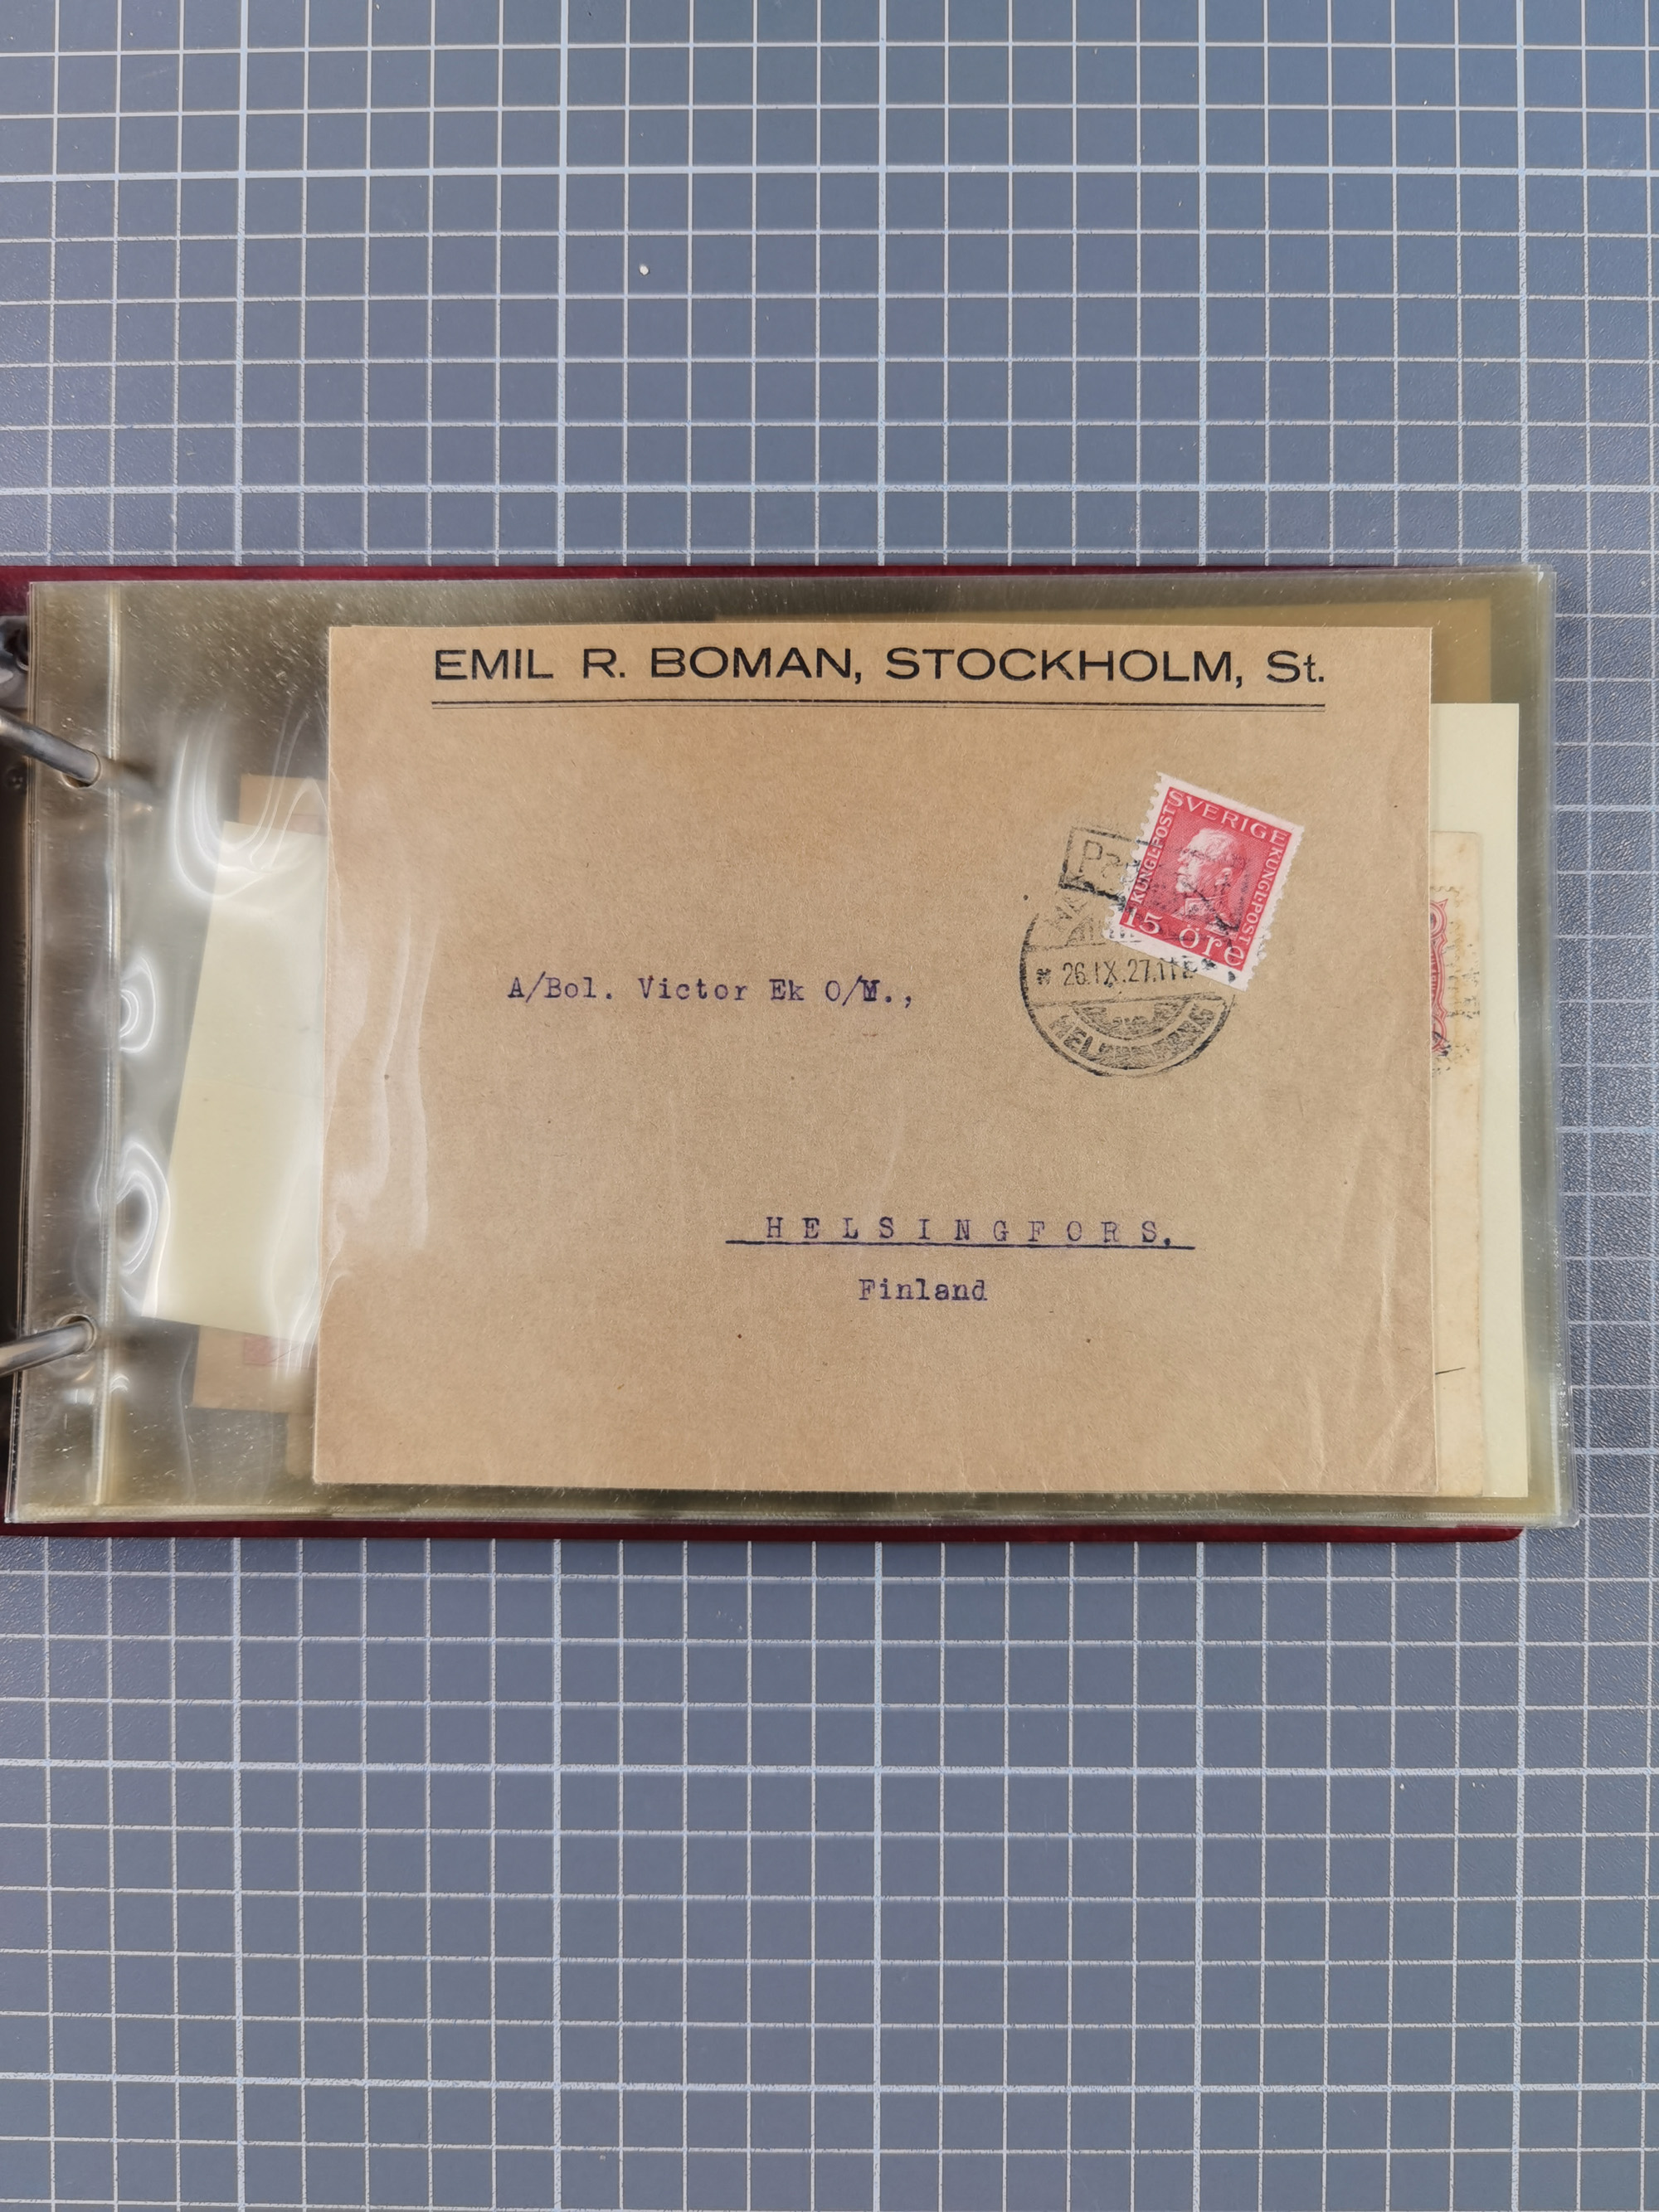 EMIL R. BOMAN, STOCKHOLM, St.
SVERIGE
KUNGL·POST
KUNGL·POST
15 öre
26.IX.27.11
A/Bol. Victor Ek O/Y.,
HELSINGFORS.
Finland